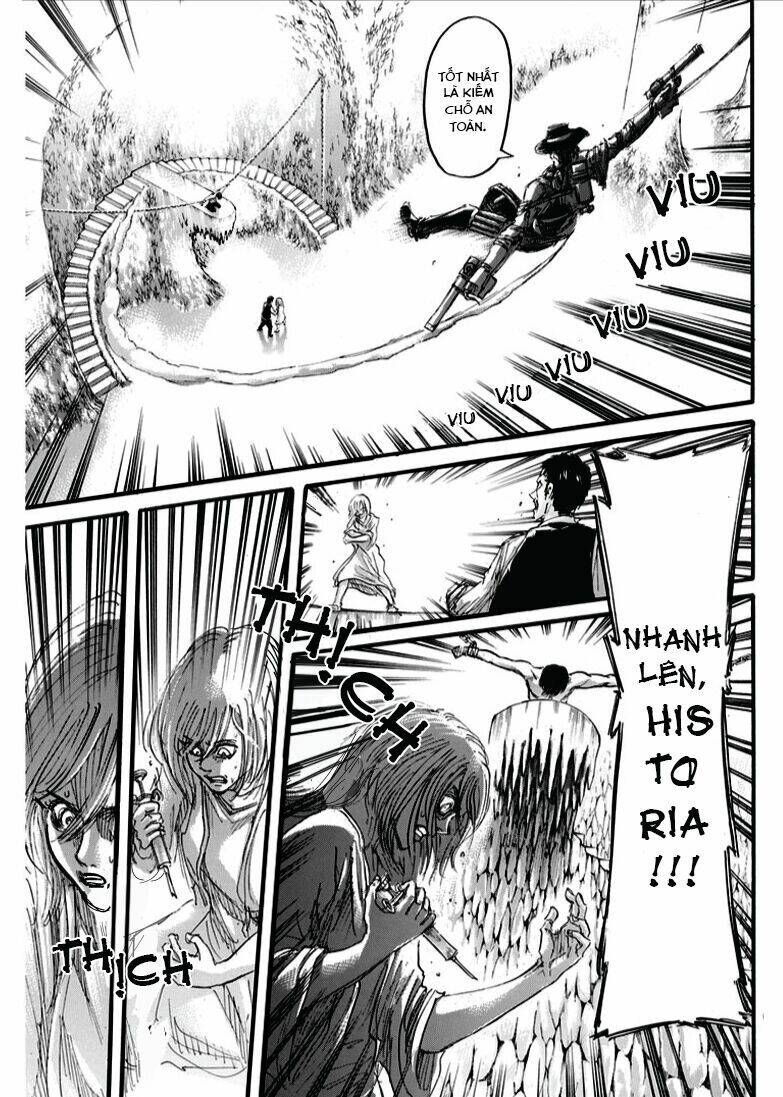 TỐT NHẤT
LÀ KIẾM
CHỖ AN
TOÀN.
VIU
VIU
VIU
VIU
VIU
VIU
NHANH
LÊN,
HIS
TO
RIA
!!!
THỊCH
THỊCH